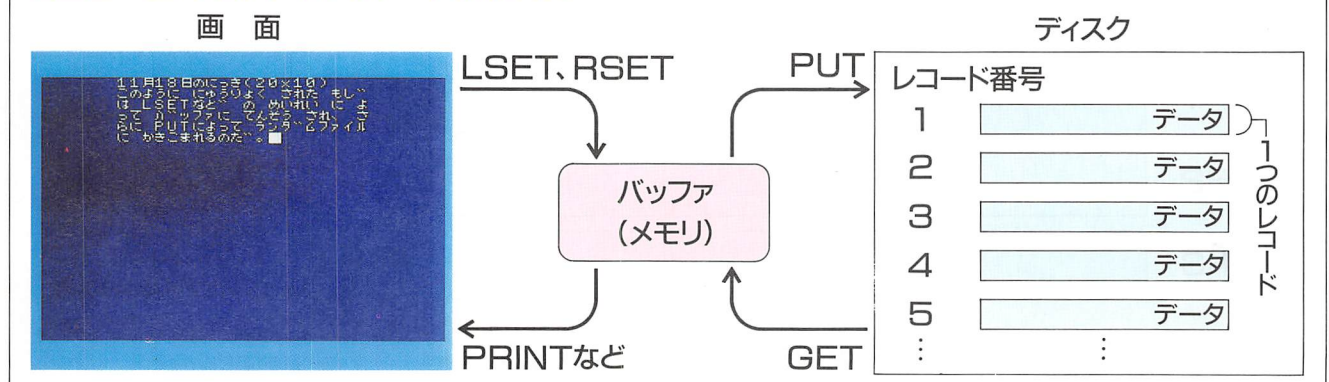 画 面
ディスク
11月18日のにっき(20×10)
このように にゅうりょく された もし゛
は LSETなど゛の めいれい に よ
って ハ゛ッファに てんそう され、 さ
らに PUTによって ランタ゛ムファイル
に かきこまれるのた゛。
LSET、RSET
PUT
バッファ
(メモリ)
PRINTなど
GET
レコード番号
1 データ
2 データ
3 データ
4 データ
5 データ
⋮ ⋮
1つのレコード